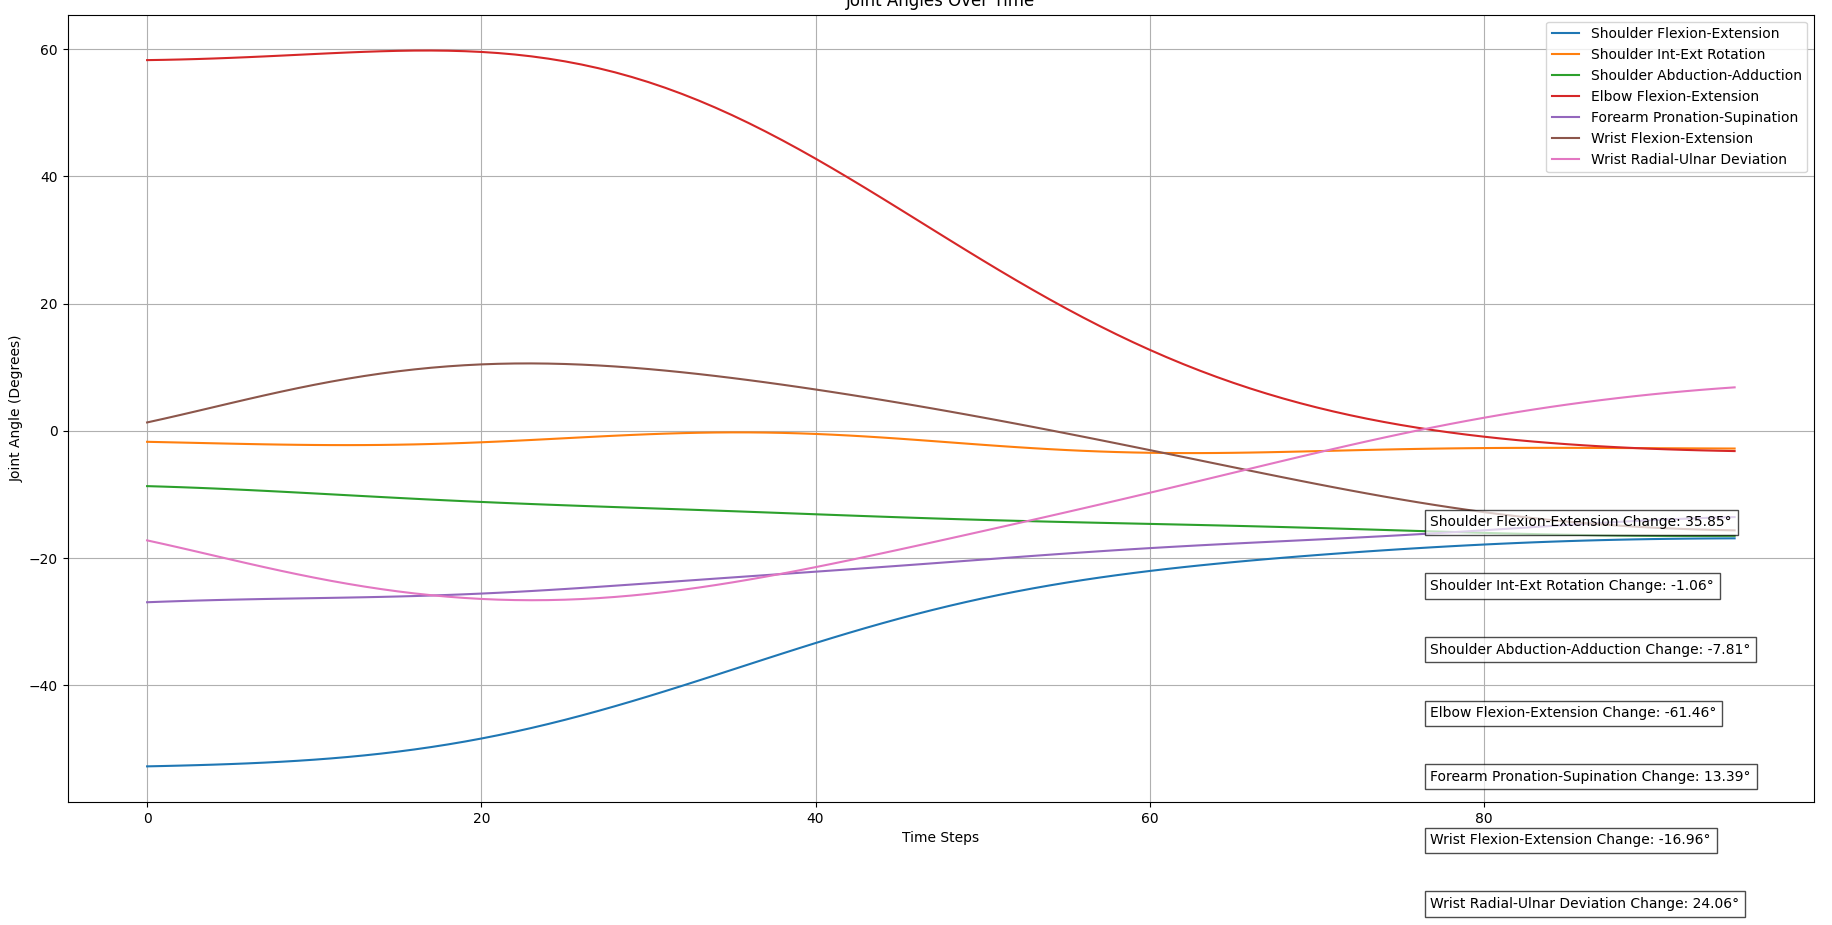 Joint Angles Over Time
Shoulder Flexion-Extension
Shoulder Int-Ext Rotation
Shoulder Abduction-Adduction
Elbow Flexion-Extension
Forearm Pronation-Supination
Wrist Flexion-Extension
Wrist Radial-Ulnar Deviation
60
40
20
0
−20
−40
Joint Angle (Degrees)
Shoulder Flexion-Extension Change: 35.85°
Shoulder Int-Ext Rotation Change: -1.06°
Shoulder Abduction-Adduction Change: -7.81°
Elbow Flexion-Extension Change: -61.46°
Forearm Pronation-Supination Change: 13.39°
0 20 40 60 80
Time Steps
Wrist Flexion-Extension Change: -16.96°
Wrist Radial-Ulnar Deviation Change: 24.06°